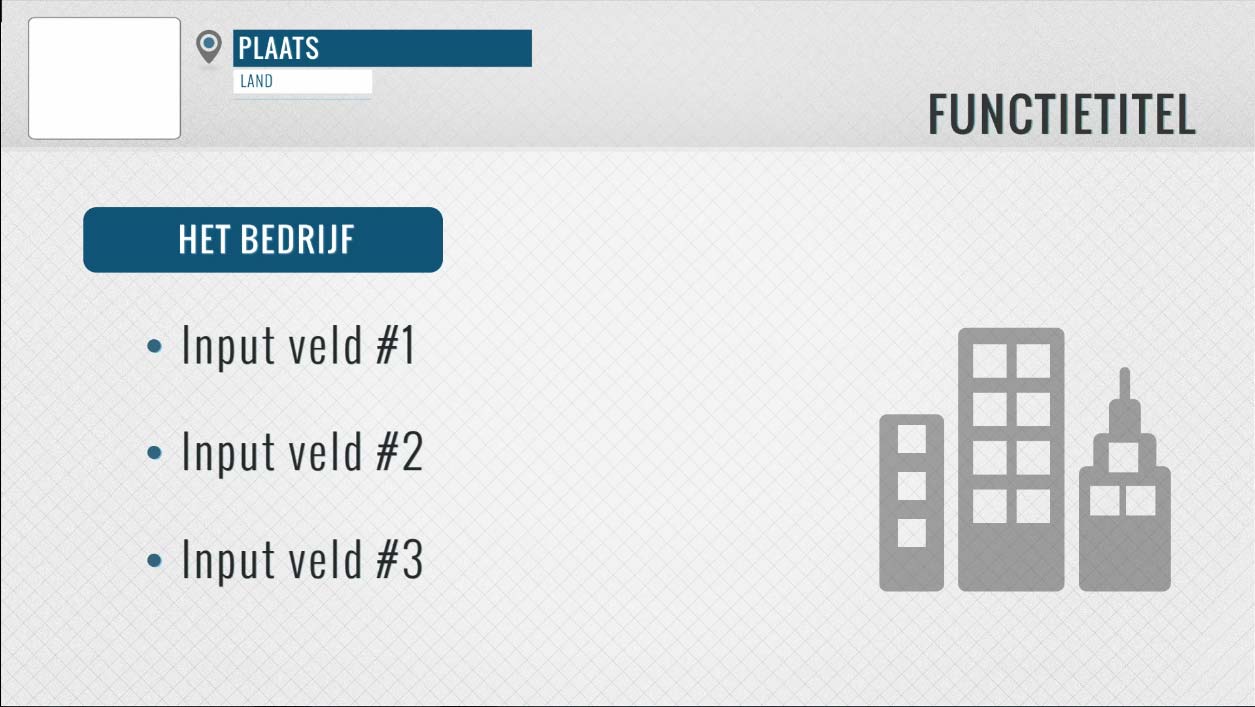 PLAATS
LAND
FUNCTIETITEL
HET BEDRIJF
• Input veld #1
• Input veld #2
• Input veld #3